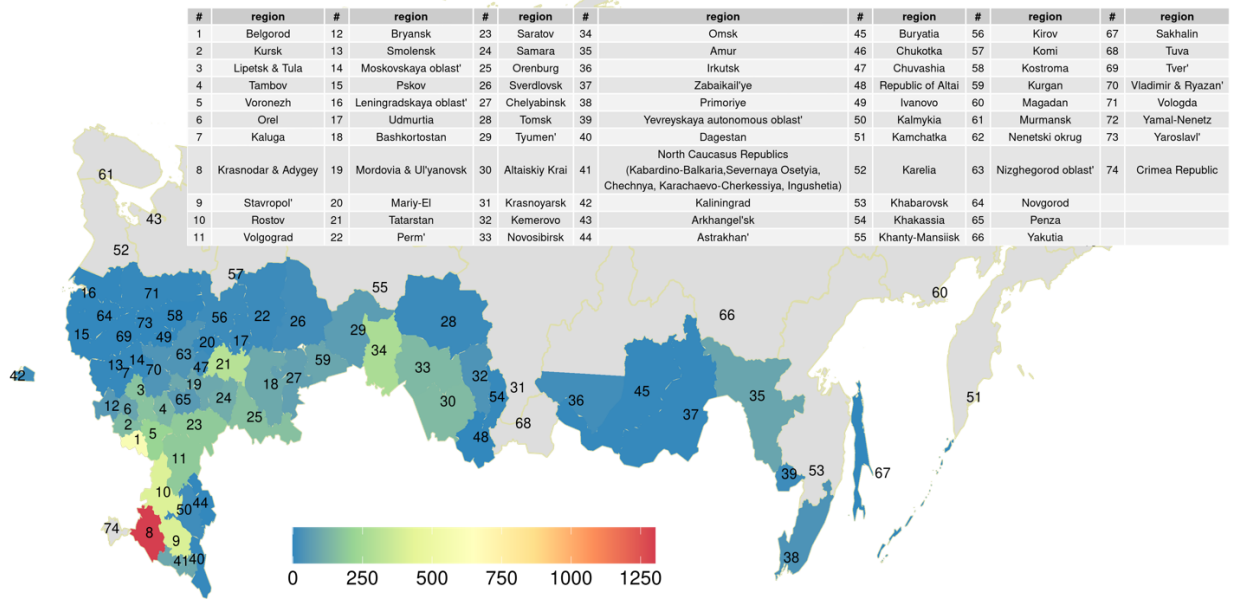 # region # region # region # region # region # region # region
1 Belgorod 12 Bryansk 23 Saratov 34 Omsk 45 Buryatia 56 Kirov 67 Sakhalin
2 Kursk 13 Smolensk 24 Samara 35 Amur 46 Chukotka 57 Komi 68 Tuva
3 Lipetsk & Tula 14 Moskovskaya oblast' 25 Orenburg 36 Irkutsk 47 Chuvashia 58 Kostroma 69 Tver'
4 Tambov 15 Pskov 26 Sverdlovsk 37 Zabaikal'ye 48 Republic of Altai 59 Kurgan 70 Vladimir & Ryazan'
5 Voronezh 16 Leningradskaya oblast' 27 Chelyabinsk 38 Primoriye 49 Ivanovo 60 Magadan 71 Vologda
6 Orel 17 Udmurtia 28 Tomsk 39 Yevreyskaya autonomous oblast' 50 Kalmykia 61 Murmansk 72 Yamal-Nenetz
7 Kaluga 18 Bashkortostan 29 Tyumen' 40 Dagestan 51 Kamchatka 62 Nenetski okrug 73 Yaroslavl'
North Caucasus Republics
8 Krasnodar & Adygey 19 Mordovia & Ul'yanovsk 30 Altaiskiy Krai 41 (Kabardino-Balkaria,Severnaya Osetyia, 52 Karelia 63 Nizhgegorod oblast' 74 Crimea Republic
Chechnya, Karachaevo-Cherkessiya, Ingushetia)
9 Stavropol' 20 Mariy-El 31 Krasnoyarsk 42 Kaliningrad 53 Khabarovsk 64 Novgorod
10 Rostov 21 Tatarstan 32 Kemerovo 43 Arkhangel'sk 54 Khakassia 65 Penza
11 Volgograd 22 Perm' 33 Novosibirsk 44 Astrakhan' 55 Khanty-Mansiisk 66 Yakutia
61
43
52
57
55
16 71 60
64 73 58 56 22 26 28 66
15 69 49 20 17 29
13 14 63 21 34
7 70 47 59 33
42 19 18 27 32 31
3 65 24 30 54 36 45 35 51
12 6 4 25 37
2 23 68
1 5 48
11 39 53 67
10 44
50
74 8 9
41 40 38
0 250 500 750 1000 1250